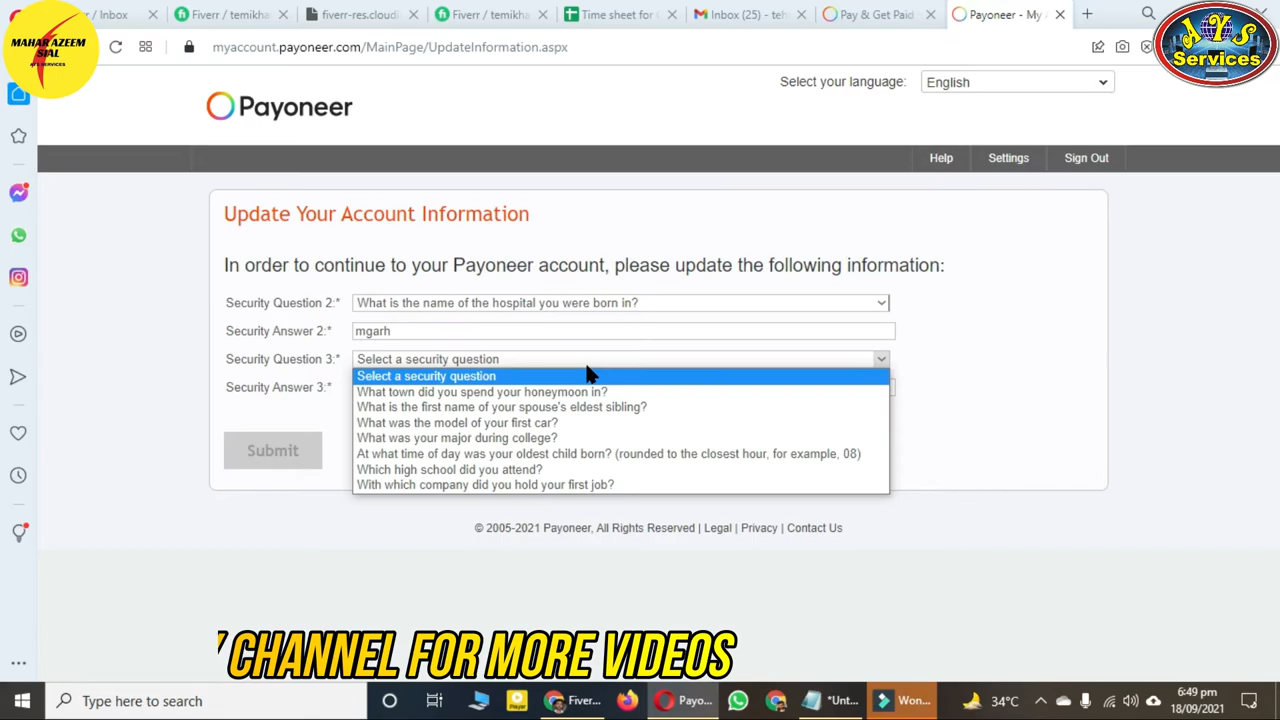 Fiverr / Inbox
Fiverr / temikha
fiverr-res.cloudi
Fiverr / temikha
Time sheet for
Inbox (25) - teh
Pay & Get Paid
Payoneer - My A
MAHAR AZEEM
SIAL
AYS SERVICES
myaccount.payoneer.com/MainPage/UpdateInformation.aspx
AYS
Services
Select your language:
English
Payoneer
Help
Settings
Sign Out
Update Your Account Information
In order to continue to your Payoneer account, please update the following information:
Security Question 2:* What is the name of the hospital you were born in?
Security Answer 2:* mgarh
Security Question 3:* Select a security question
Select a security question
Security Answer 3:*
What town did you spend your honeymoon in?
What is the first name of your spouse's eldest sibling?
What was the model of your first car?
What was your major during college?
At what time of day was your oldest child born? (rounded to the closest hour, for example, 08)
Which high school did you attend?
With which company did you hold your first job?
Submit
© 2005-2021 Payoneer, All Rights Reserved | Legal | Privacy | Contact Us
CHANNEL FOR MORE VIDEOS
Type here to search
Fiver...
Payo...
*Unt...
Won...
34°C
6:49 pm
18/09/2021